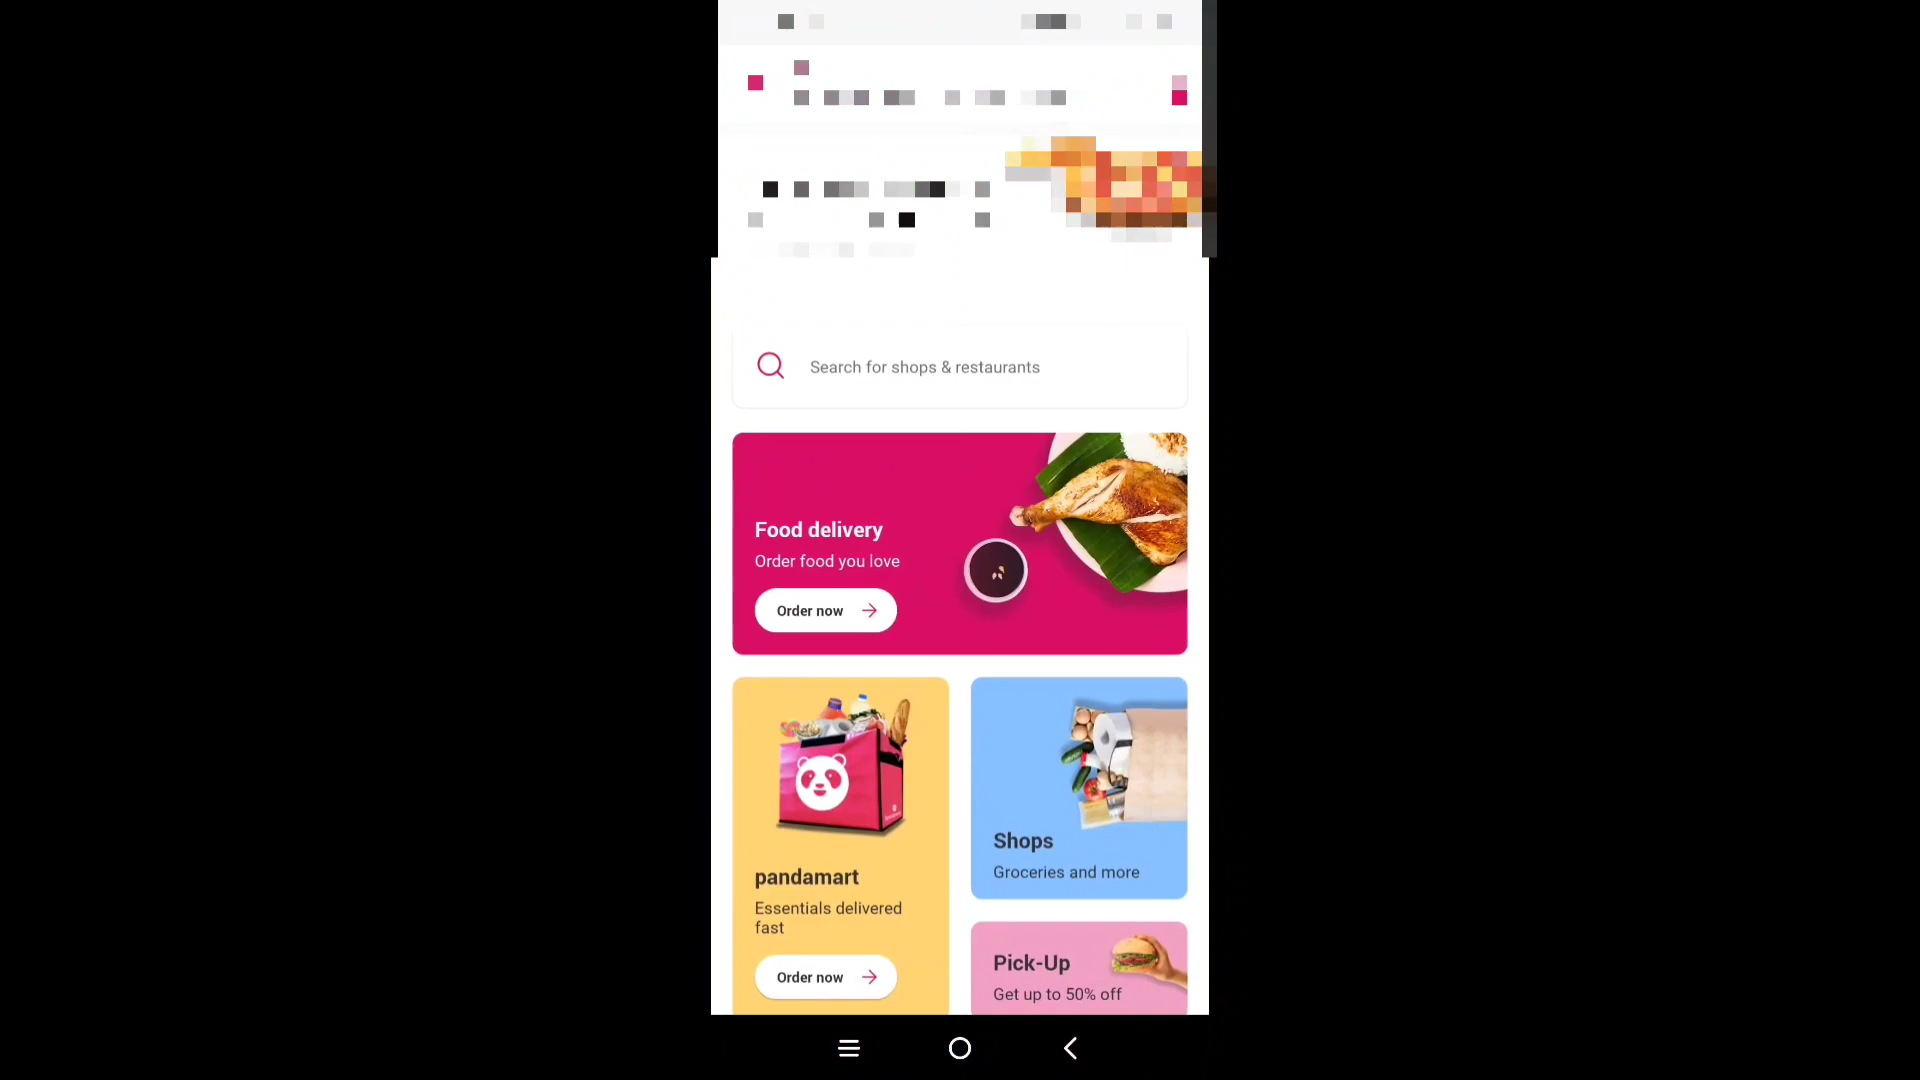 Search for shops & restaurants
Food delivery
Order food you love
Order now
pandamart
Essentials delivered
fast
Order now
Shops
Groceries and more
Pick-Up
Get up to 50% off